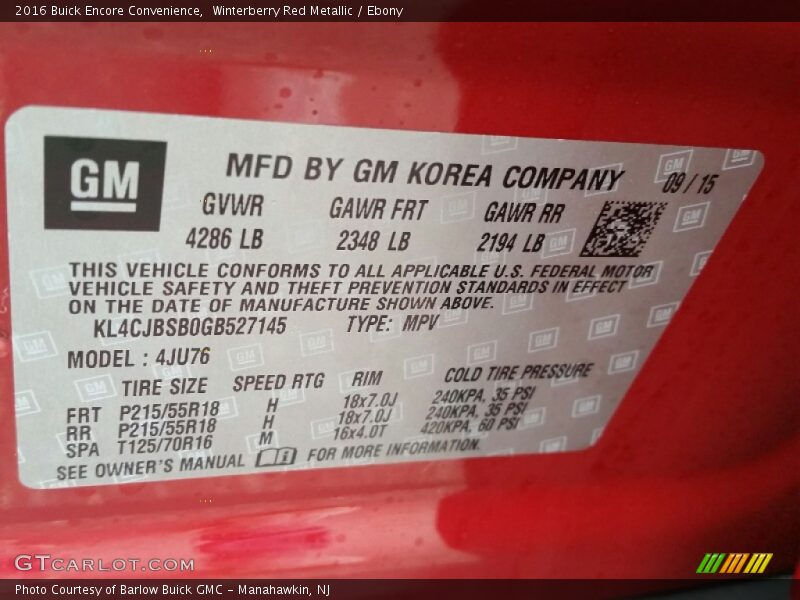 2016 Buick Encore Convenience,  Winterberry Red Metallic / Ebony
GM MFD BY GM KOREA COMPANY 09 / 15
GVWR GAWR FRT GAWR RR
4286 LB 2348 LB 2194 LB
THIS VEHICLE CONFORMS TO ALL APPLICABLE U.S. FEDERAL MOTOR
VEHICLE SAFETY AND THEFT PREVENTION STANDARDS IN EFFECT
ON THE DATE OF MANUFACTURE SHOWN ABOVE.
KL4CJBSB0GB527145 TYPE: MPV
MODEL : 4JU76
TIRE SIZE SPEED RTG RIM COLD TIRE PRESSURE
FRT P215/55R18 H 18x7.0J 240KPA, 35 PSI
RR P215/55R18 H 18x7.0J 240KPA, 35 PSI
SPA T125/70R16 M 16x4.0T 420KPA, 60 PSI
SEE OWNER'S MANUAL FOR MORE INFORMATION.
GTCARLOT.COM
Photo Courtesy of Barlow Buick GMC - Manahawkin, NJ